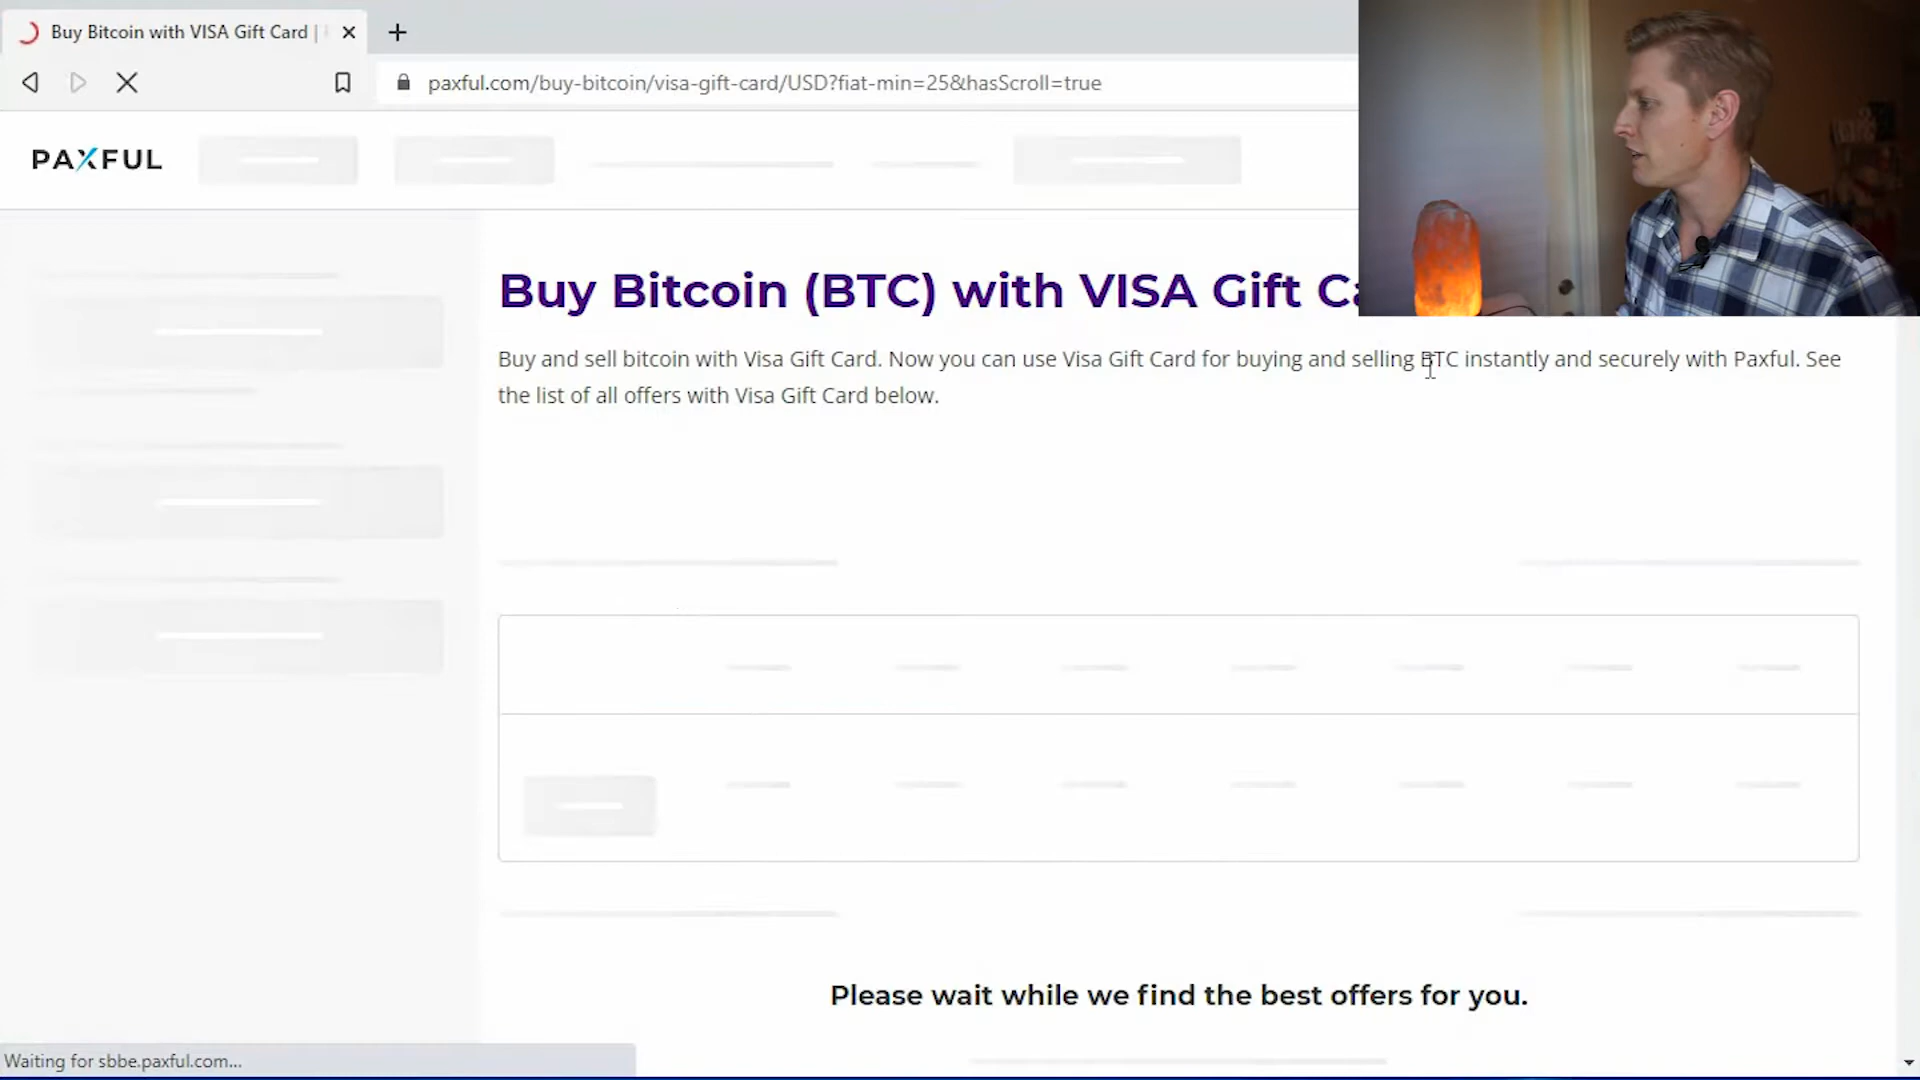 Buy Bitcoin with VISA Gift Card |
paxful.com/buy-bitcoin/visa-gift-card/USD?fiat-min=25&hasScroll=true
PAXFUL
Buy Bitcoin (BTC) with VISA Gift Ca
Buy and sell bitcoin with Visa Gift Card. Now you can use Visa Gift Card for buying and selling BTC instantly and securely with Paxful. See
the list of all offers with Visa Gift Card below.
Please wait while we find the best offers for you.
Waiting for sbbe.paxful.com...